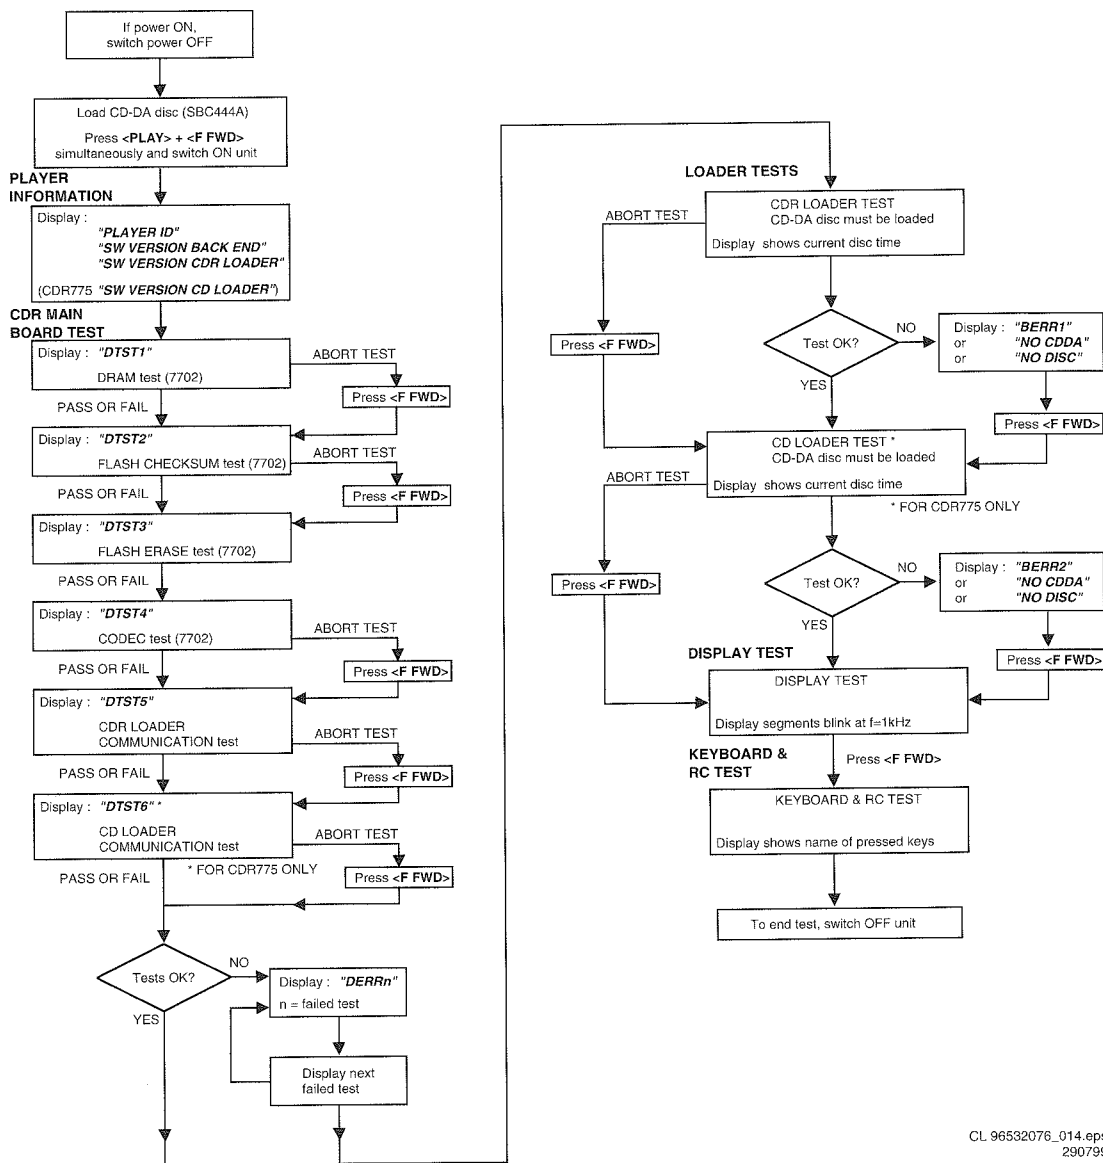 If power ON,
switch power OFF
Load CD-DA disc (SBC444A)
Press <PLAY> + <F FWD>
simultaneously and switch ON unit
PLAYER
INFORMATION
Display :
"PLAYER ID"
"SW VERSION BACK END"
"SW VERSION CDR LOADER"
(CDR775 "SW VERSION CD LOADER")
CDR MAIN
BOARD TEST
Display : "DTST1"
DRAM test (7702)
ABORT TEST
Press <F FWD>
PASS OR FAIL
Display : "DTST2"
FLASH CHECKSUM test (7702)
ABORT TEST
Press <F FWD>
PASS OR FAIL
Display : "DTST3"
FLASH ERASE test (7702)
PASS OR FAIL
Display : "DTST4"
CODEC test (7702)
ABORT TEST
Press <F FWD>
PASS OR FAIL
Display : "DTST5"
CDR LOADER
COMMUNICATION test
ABORT TEST
Press <F FWD>
PASS OR FAIL
Display : "DTST6" *
CD LOADER
COMMUNICATION test
ABORT TEST
* FOR CDR775 ONLY
Press <F FWD>
PASS OR FAIL
Tests OK?
NO
YES
Display : "DERRn"
n = failed test
Display next
failed test
LOADER TESTS
CDR LOADER TEST
CD-DA disc must be loaded
Display shows current disc time
ABORT TEST
Press <F FWD>
Test OK?
NO
YES
Display : "BERR1"
or "NO CDDA"
or "NO DISC"
Press <F FWD>
CD LOADER TEST *
CD-DA disc must be loaded
Display shows current disc time
ABORT TEST
* FOR CDR775 ONLY
Press <F FWD>
Test OK?
NO
YES
Display : "BERR2"
or "NO CDDA"
or "NO DISC"
Press <F FWD>
DISPLAY TEST
DISPLAY TEST
Display segments blink at f=1kHz
Press <F FWD>
KEYBOARD &
RC TEST
KEYBOARD & RC TEST
Display shows name of pressed keys
To end test, switch OFF unit
CL 96532076_014.eps
290799